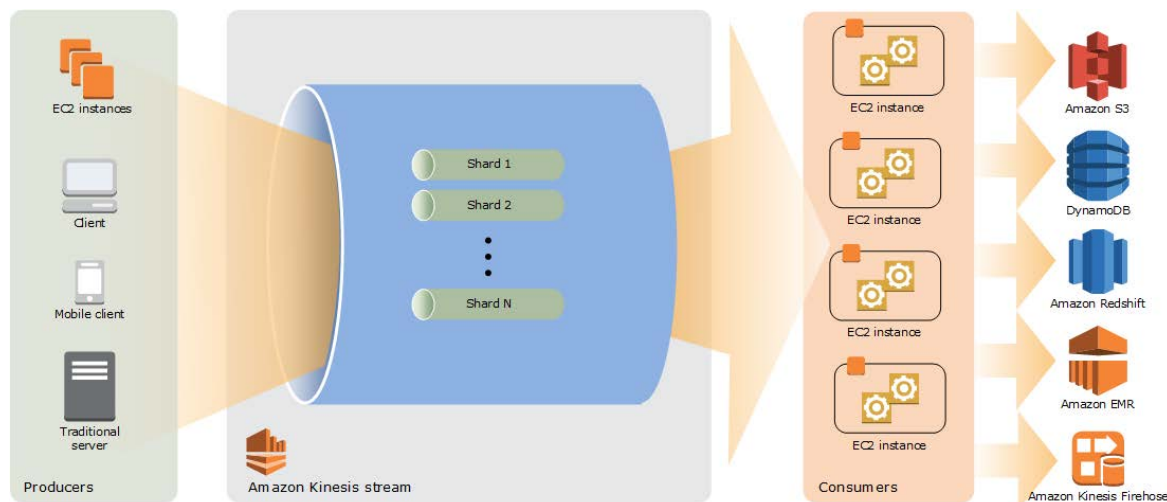 EC2 instances
Client
Mobile client
Traditional
server
Producers
Shard 1
Shard 2
Shard N
Amazon Kinesis stream
EC2 instance
EC2 instance
EC2 instance
EC2 instance
Consumers
Amazon S3
DynamoDB
Amazon Redshift
Amazon EMR
Amazon Kinesis Firehose